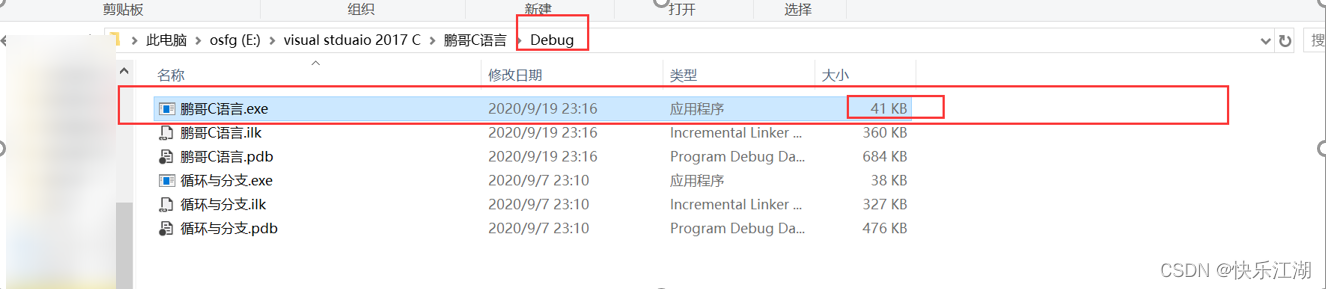 剪贴板 组织 新建 打开 选择
此电脑 > osfg (E:) > visual stduaio 2017 C > 鹏哥C语言 > Debug 搜
名称 修改日期 类型 大小
鹏哥C语言.exe 2020/9/19 23:16 应用程序 41 KB
鹏哥C语言.ilk 2020/9/19 23:16 Incremental Linker ... 360 KB
鹏哥C语言.pdb 2020/9/19 23:16 Program Debug Da... 684 KB
循环与分支.exe 2020/9/7 23:10 应用程序 38 KB
循环与分支.ilk 2020/9/7 23:10 Incremental Linker ... 327 KB
循环与分支.pdb 2020/9/7 23:10 Program Debug Da... 476 KB
CSDN @快乐江湖